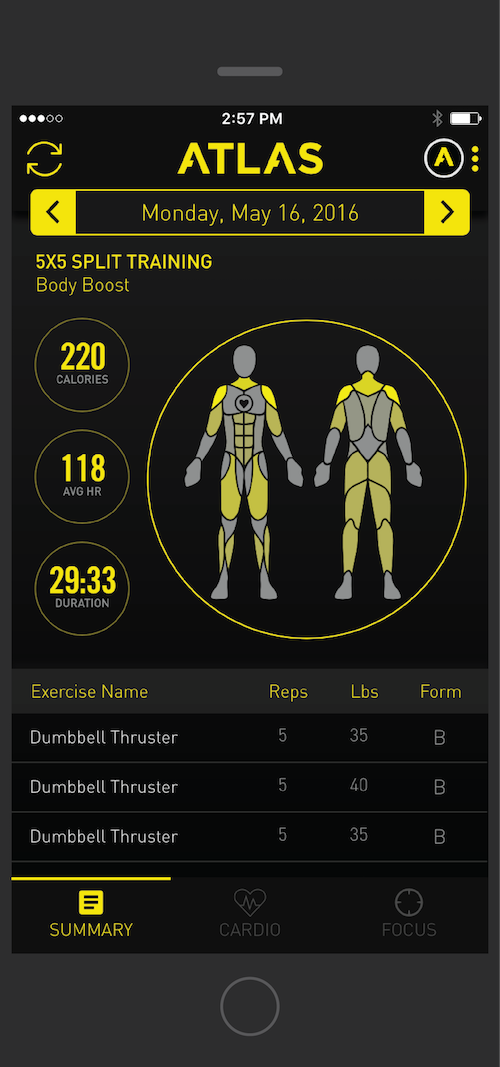 2:57 PM
ATLAS
A
Monday, May 16, 2016
5X5 SPLIT TRAINING
Body Boost
220
CALORIES
118
AVG HR
29:33
DURATION
Exercise Name Reps Lbs Form
Dumbbell Thruster 5 35 B
Dumbbell Thruster 5 40 B
Dumbbell Thruster 5 35 B
SUMMARY CARDIO FOCUS